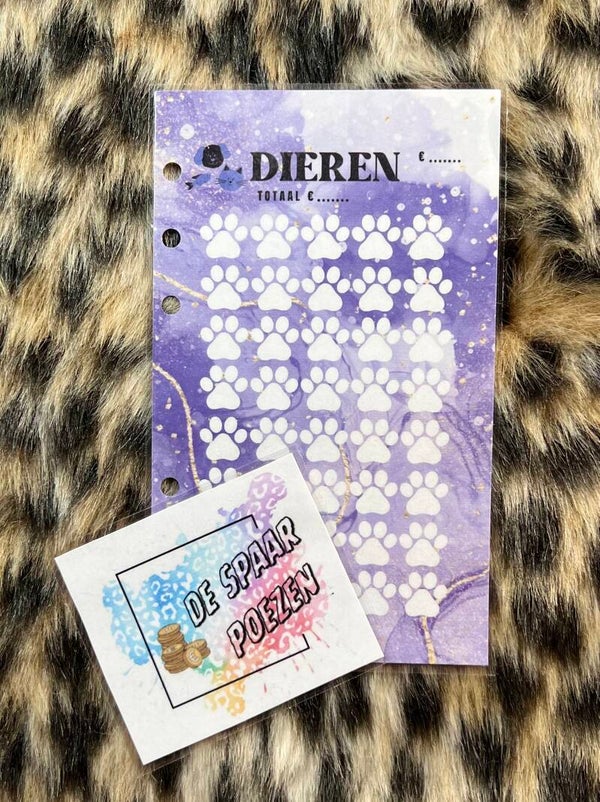 DIEREN € .......
TOTAAL € .......
DE SPAAR
POEZEN